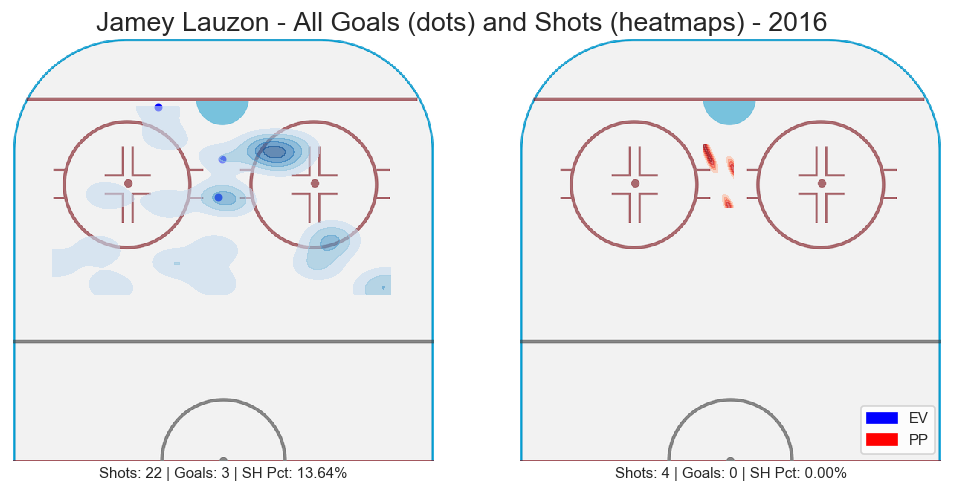 Jamey Lauzon - All Goals (dots) and Shots (heatmaps) - 2016
EV
PP
Shots: 22 | Goals: 3 | SH Pct: 13.64%
Shots: 4 | Goals: 0 | SH Pct: 0.00%